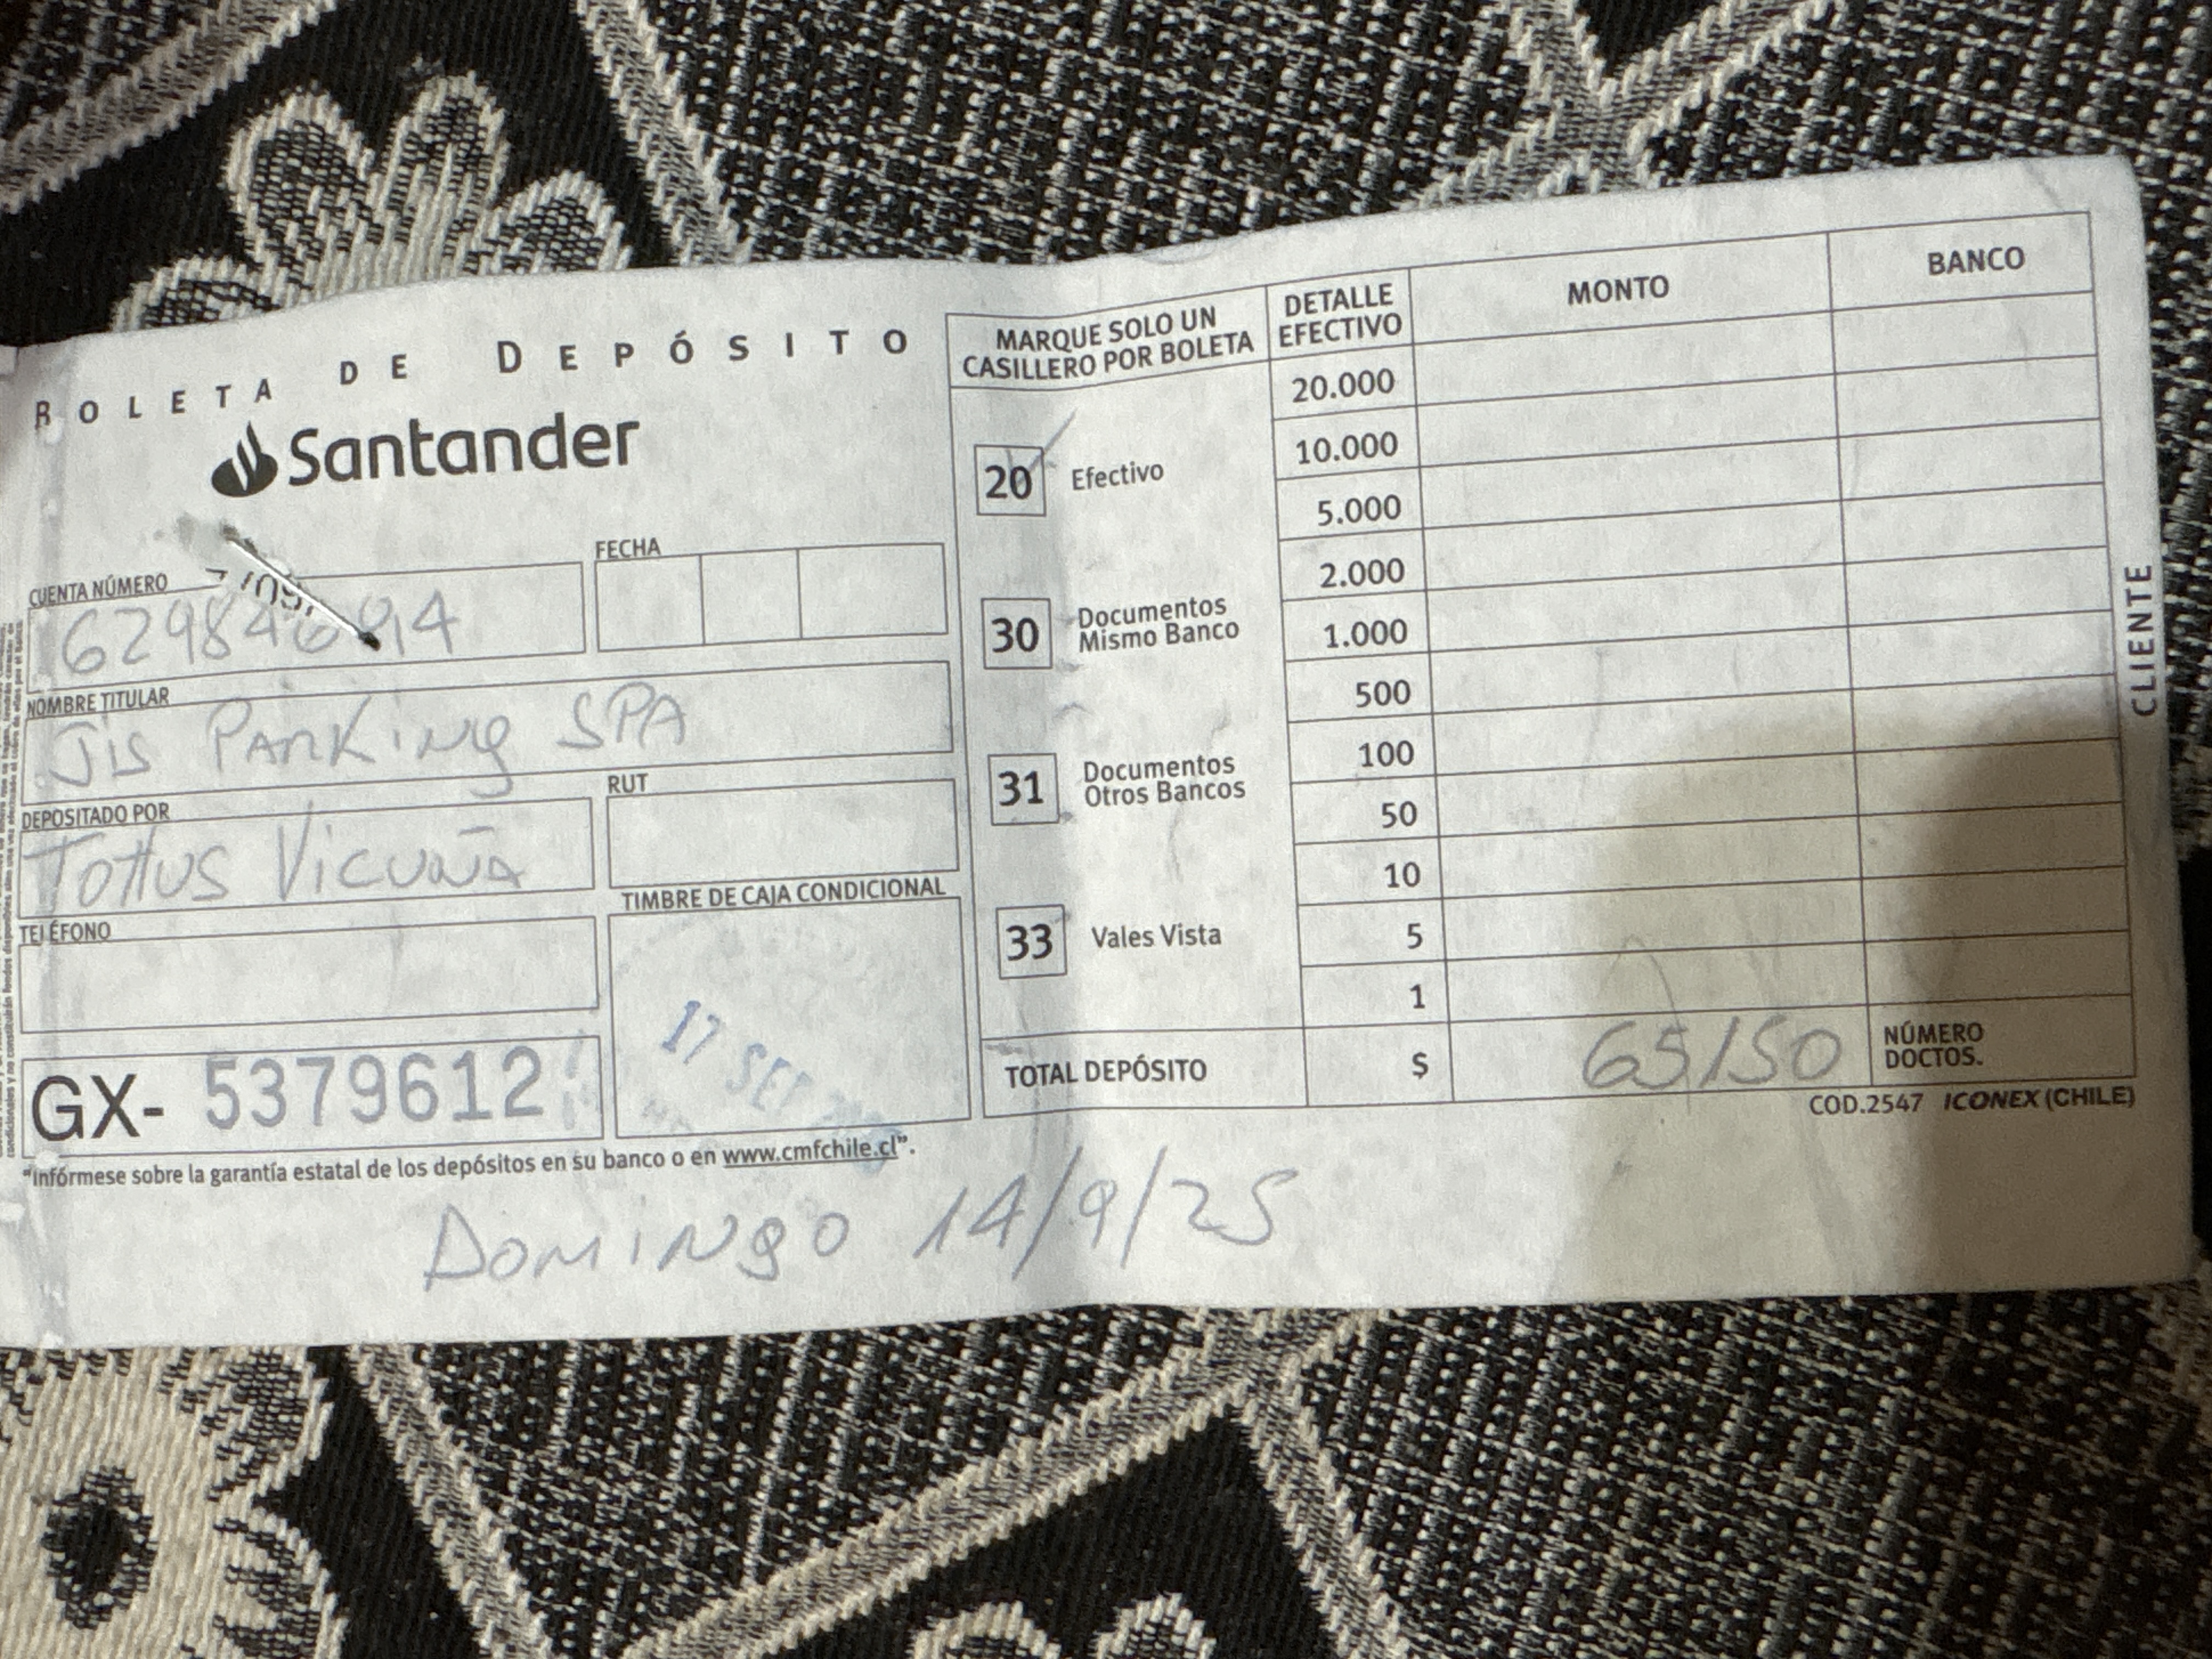 BOLETA DE DEPÓSITO
Santander
CUENTA NÚMERO
FECHA
NOMBRE TITULAR
JIS PARKING SPA
DEPOSITADO POR
TOTTUS VICUÑA
RUT
TELÉFONO
TIMBRE DE CAJA CONDICIONAL
17 SEP
GX- 5379612
"Infórmese sobre la garantía estatal de los depósitos en su banco o en www.cmfchile.cl".
MARQUE SOLO UN
CASILLERO POR BOLETA
20 Efectivo
30 Documentos
Mismo Banco
31 Documentos
Otros Bancos
33 Vales Vista
DETALLE
EFECTIVO
MONTO
BANCO
20.000
10.000
5.000
2.000
1.000
500
100
50
10
5
1
TOTAL DEPÓSITO $ 65150
NÚMERO
DOCTOS.
COD.2547 ICONEX (CHILE)
CLIENTE
DOMINGO 14/9/25